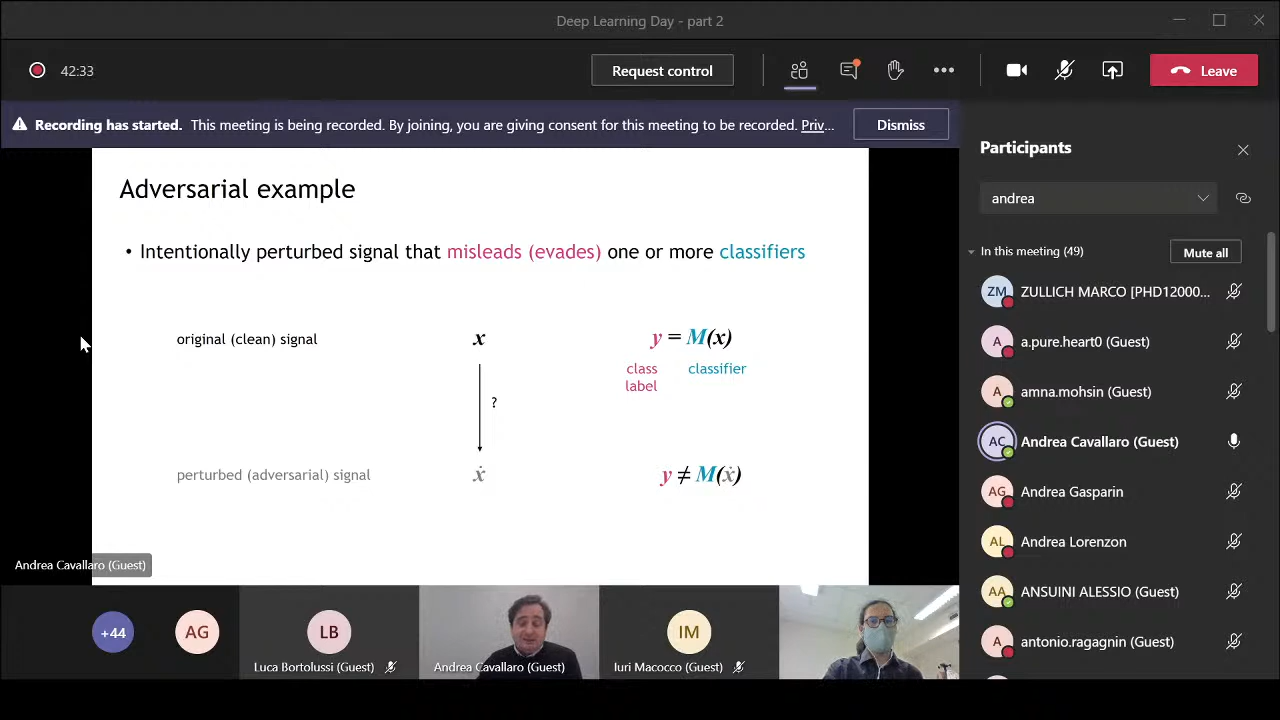 Deep Learning Day - part 2
42:33
Request control
Leave
Recording has started. This meeting is being recorded. By joining, you are giving consent for this meeting to be recorded. Priv...
Dismiss
Adversarial example
• Intentionally perturbed signal that misleads (evades) one or more classifiers
original (clean) signal
x
y = M(x)
class
label
classifier
?
perturbed (adversarial) signal
ẋ
y ≠ M(ẋ)
Andrea Cavallaro (Guest)
+44
AG
LB
Luca Bortolussi (Guest)
Andrea Cavallaro (Guest)
IM
Iuri Macocco (Guest)
Participants
andrea
In this meeting (49)
Mute all
ZM
ZULLICH MARCO [PHD12000...
A
a.pure.heart0 (Guest)
A
amna.mohsin (Guest)
AC
Andrea Cavallaro (Guest)
AG
Andrea Gasparin
AL
Andrea Lorenzon
AA
ANSUINI ALESSIO (Guest)
A
antonio.ragagnin (Guest)